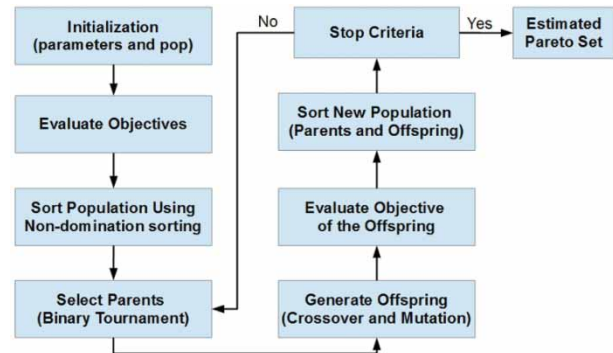 Initialization
(parameters and pop)
Evaluate Objectives
Sort Population Using
Non-domination sorting
Select Parents
(Binary Tournament)
Generate Offspring
(Crossover and Mutation)
Evaluate Objective
of the Offspring
Sort New Population
(Parents and Offspring)
Stop Criteria
No
Yes
Estimated
Pareto Set